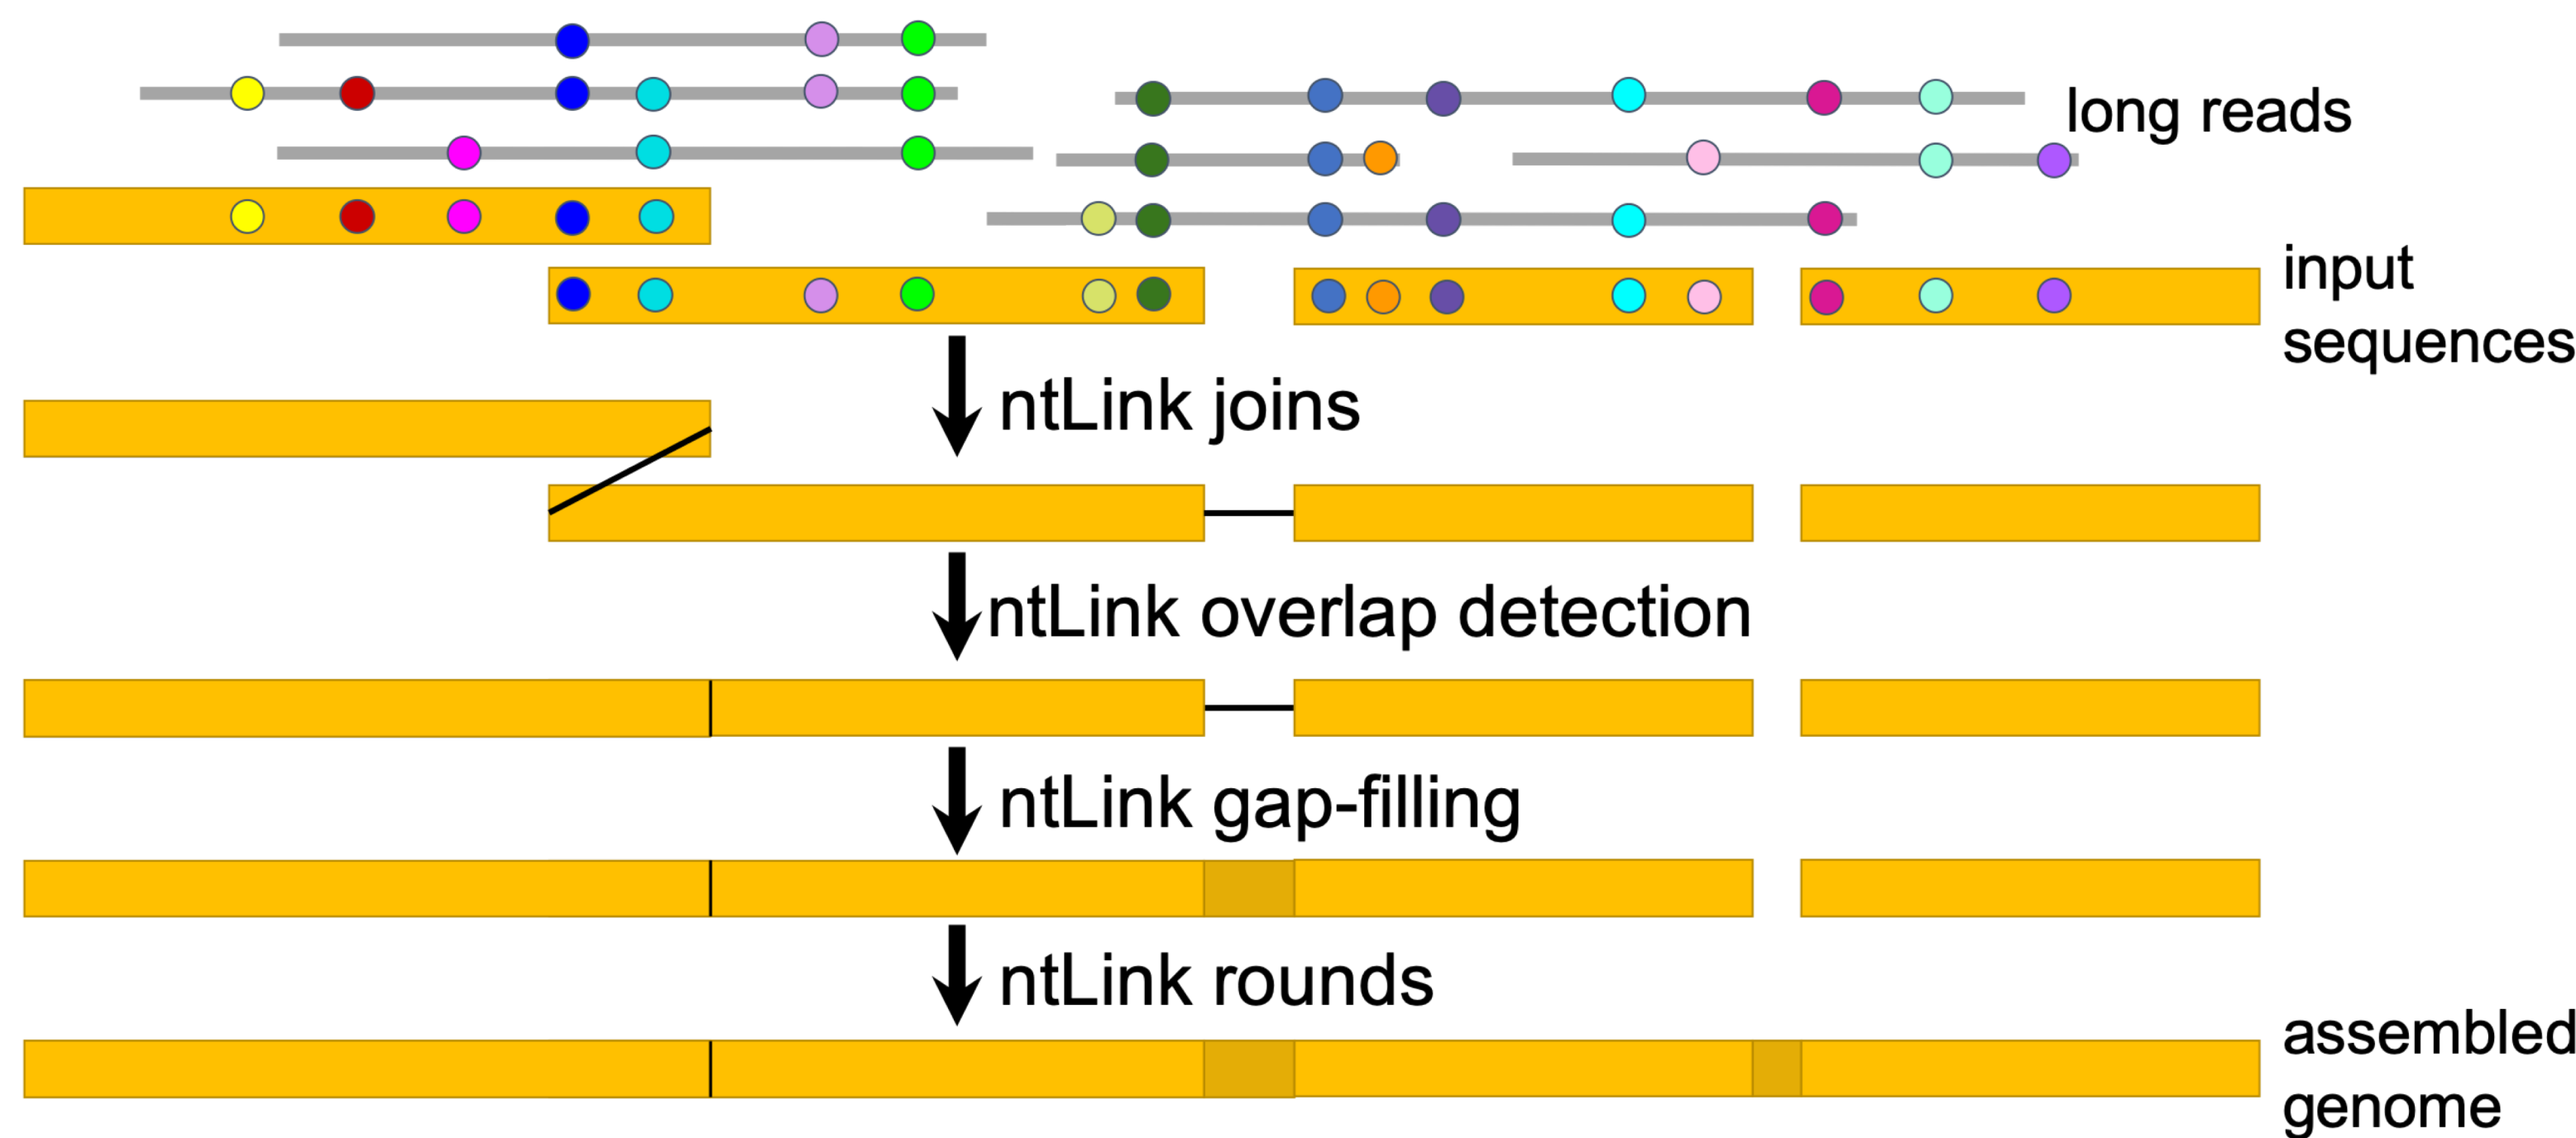 long reads
input
sequences
ntLink joins
ntLink overlap detection
ntLink gap-filling
ntLink rounds
assembled
genome